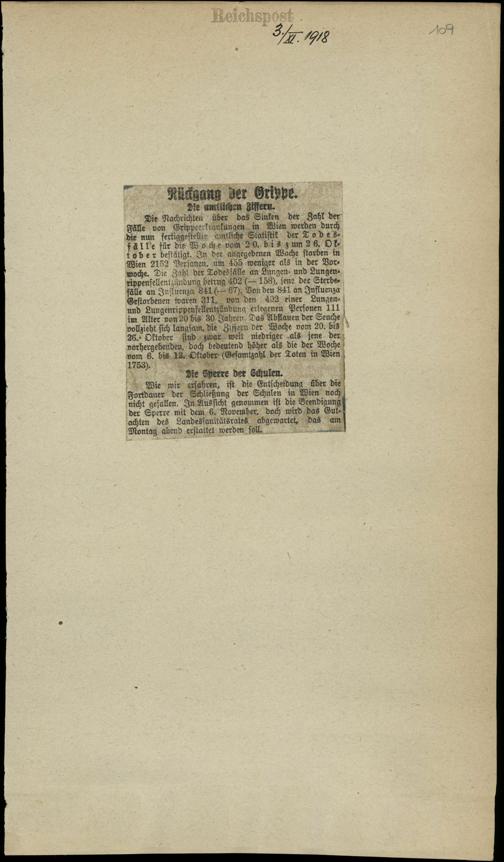 Reichspost
3./XI. 1918
109
Rückgang der Grippe.
Die amtlichen Ziffern.
Die Nachrichten über das Sinken der Zahl der
Fälle von Grippeerkrankungen in Wien werden durch
die nun fertiggestellte amtliche Statistik der Todes-
fälle für die Woche vom 20. bis zum 26. Ok-
tober bestätigt. In der angegebenen Woche starben in
Wien 2152 Personen, um 455 weniger als in der Vor-
woche. Die Zahl der Todesfälle an Lungen- und Lungen-
rippenfellentzündung betrug 402 (— 158), jene der Sterbe-
fälle an Influenza 841 (— 67). Von den 841 an Influenza
Gestorbenen waren 311, von den 402 einer Lungen-
und Lungenrippenfellentzündung erlegenen Personen 111
im Alter von 20 bis 30 Jahren. Das Abflauen der Seuche
vollzieht sich langsam, die Ziffern der Woche vom 20. bis
26. Oktober sind zwar weit niedriger als jene der
vorhergehenden, doch bedeutend höher als die der Woche
vom 6. bis 12. Oktober (Gesamtzahl der Toten in Wien
1753).
Die Sperre der Schulen.
Wie wir erfahren, ist die Entscheidung über die
Fortdauer der Schließung der Schulen in Wien noch
nicht gefallen. In Aussicht genommen ist die Beendigung
der Sperre mit dem 6. November, doch wird das Gut-
achten des Landessanitätsrates abgewartet, das am
Montag abend erstattet werden soll.